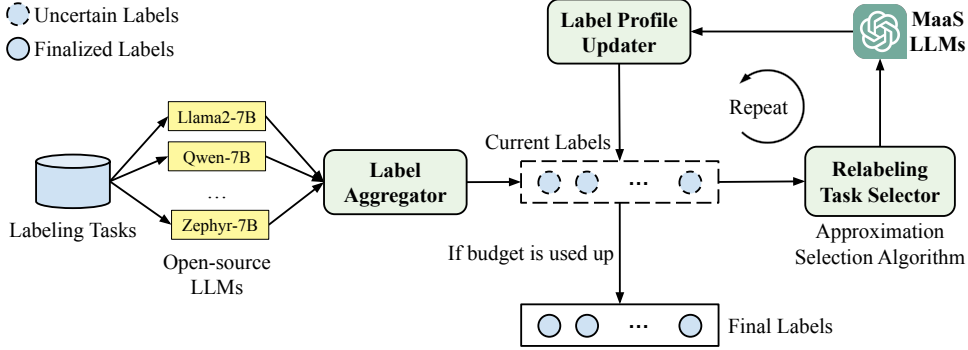 Uncertain Labels
Finalized Labels
Label Profile
Updater
MaaS
LLMs
Repeat
Llama2-7B
Qwen-7B
...
Zephyr-7B
Labeling Tasks
Open-source
LLMs
Label
Aggregator
Current Labels
...
Relabeling
Task Selector
Approximation
Selection Algorithm
If budget is used up
...
Final Labels